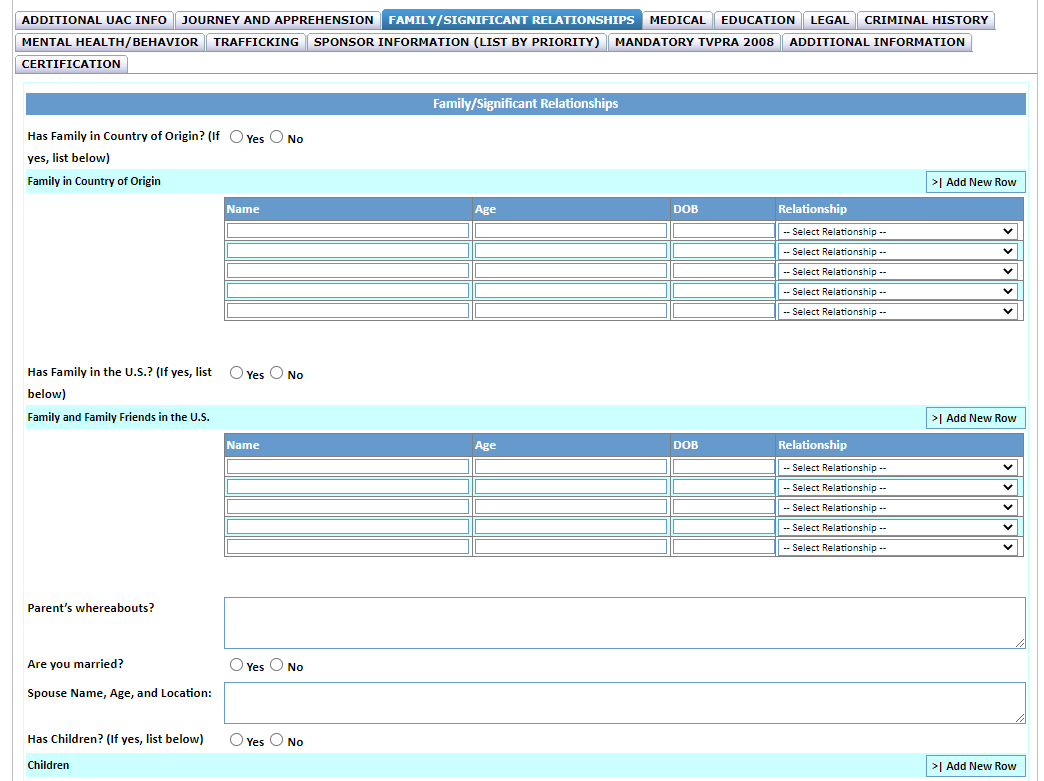 ADDITIONAL UAC INFO JOURNEY AND APPREHENSION FAMILY/SIGNIFICANT RELATIONSHIPS MEDICAL EDUCATION LEGAL CRIMINAL HISTORY
MENTAL HEALTH/BEHAVIOR TRAFFICKING SPONSOR INFORMATION (LIST BY PRIORITY) MANDATORY TVPRA 2008 ADDITIONAL INFORMATION
CERTIFICATION
Family/Significant Relationships
Has Family in Country of Origin? (If Yes No
yes, list below)
Family in Country of Origin >| Add New Row
Name Age DOB Relationship
-- Select Relationship --
-- Select Relationship --
-- Select Relationship --
-- Select Relationship --
-- Select Relationship --
Has Family in the U.S.? (If yes, list Yes No
below)
Family and Family Friends in the U.S. >| Add New Row
Name Age DOB Relationship
-- Select Relationship --
-- Select Relationship --
-- Select Relationship --
-- Select Relationship --
-- Select Relationship --
Parent's whereabouts?
Are you married? Yes No
Spouse Name, Age, and Location:
Has Children? (If yes, list below) Yes No
Children >| Add New Row